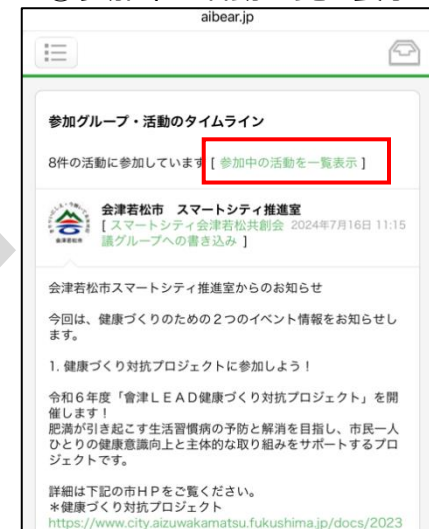 aibear.jp
参加グループ・活動のタイムライン
8件の活動に参加しています [ 参加中の活動を一覧表示 ]
会津若松市 スマートシティ推進室
[ スマートシティ会津若松共創会 2024年7月16日 11:15
議グループへの書き込み ]
会津若松市スマートシティ推進室からのお知らせ
今回は、健康づくりのための２つのイベント情報をお知らせし
ます。
1. 健康づくり対抗プロジェクトに参加しよう！
令和６年度「會津ＬＥＡＤ健康づくり対抗プロジェクト」を開
催します！
肥満が引き起こす生活習慣病の予防と解消を目指し、市民一人
ひとりの健康意識向上と主体的な取り組みをサポートするプロ
ジェクトです。
詳細は下記の市ＨＰをご覧ください。
＊健康づくり対抗プロジェクト
https://www.city.aizuwakamatsu.fukushima.jp/docs/2023